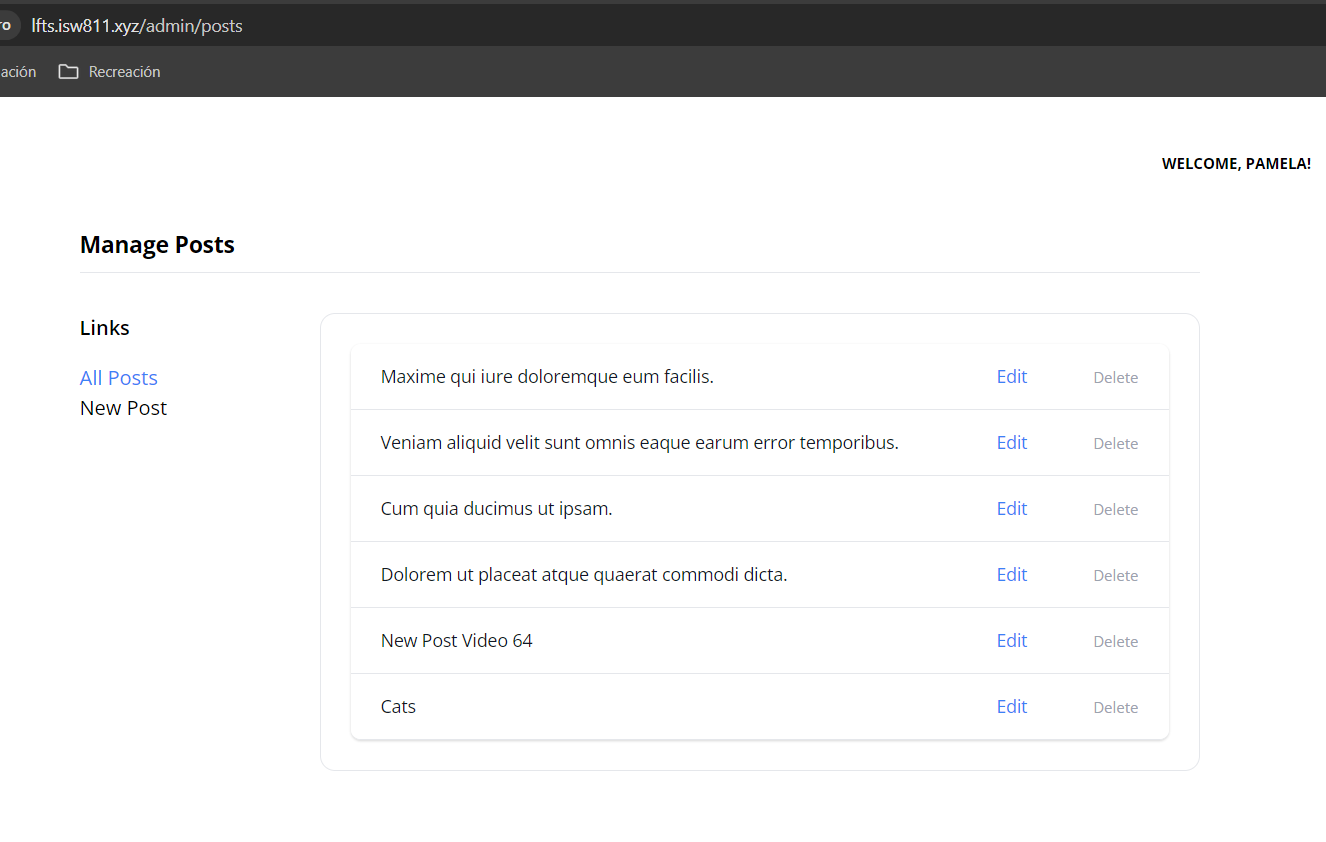 lfts.isw811.xyz/admin/posts
Recreación
WELCOME, PAMELA!
Manage Posts
Links
All Posts
New Post
Maxime qui iure doloremque eum facilis. Edit Delete
Veniam aliquid velit sunt omnis eaque earum error temporibus. Edit Delete
Cum quia ducimus ut ipsam. Edit Delete
Dolorem ut placeat atque quaerat commodi dicta. Edit Delete
New Post Video 64 Edit Delete
Cats Edit Delete